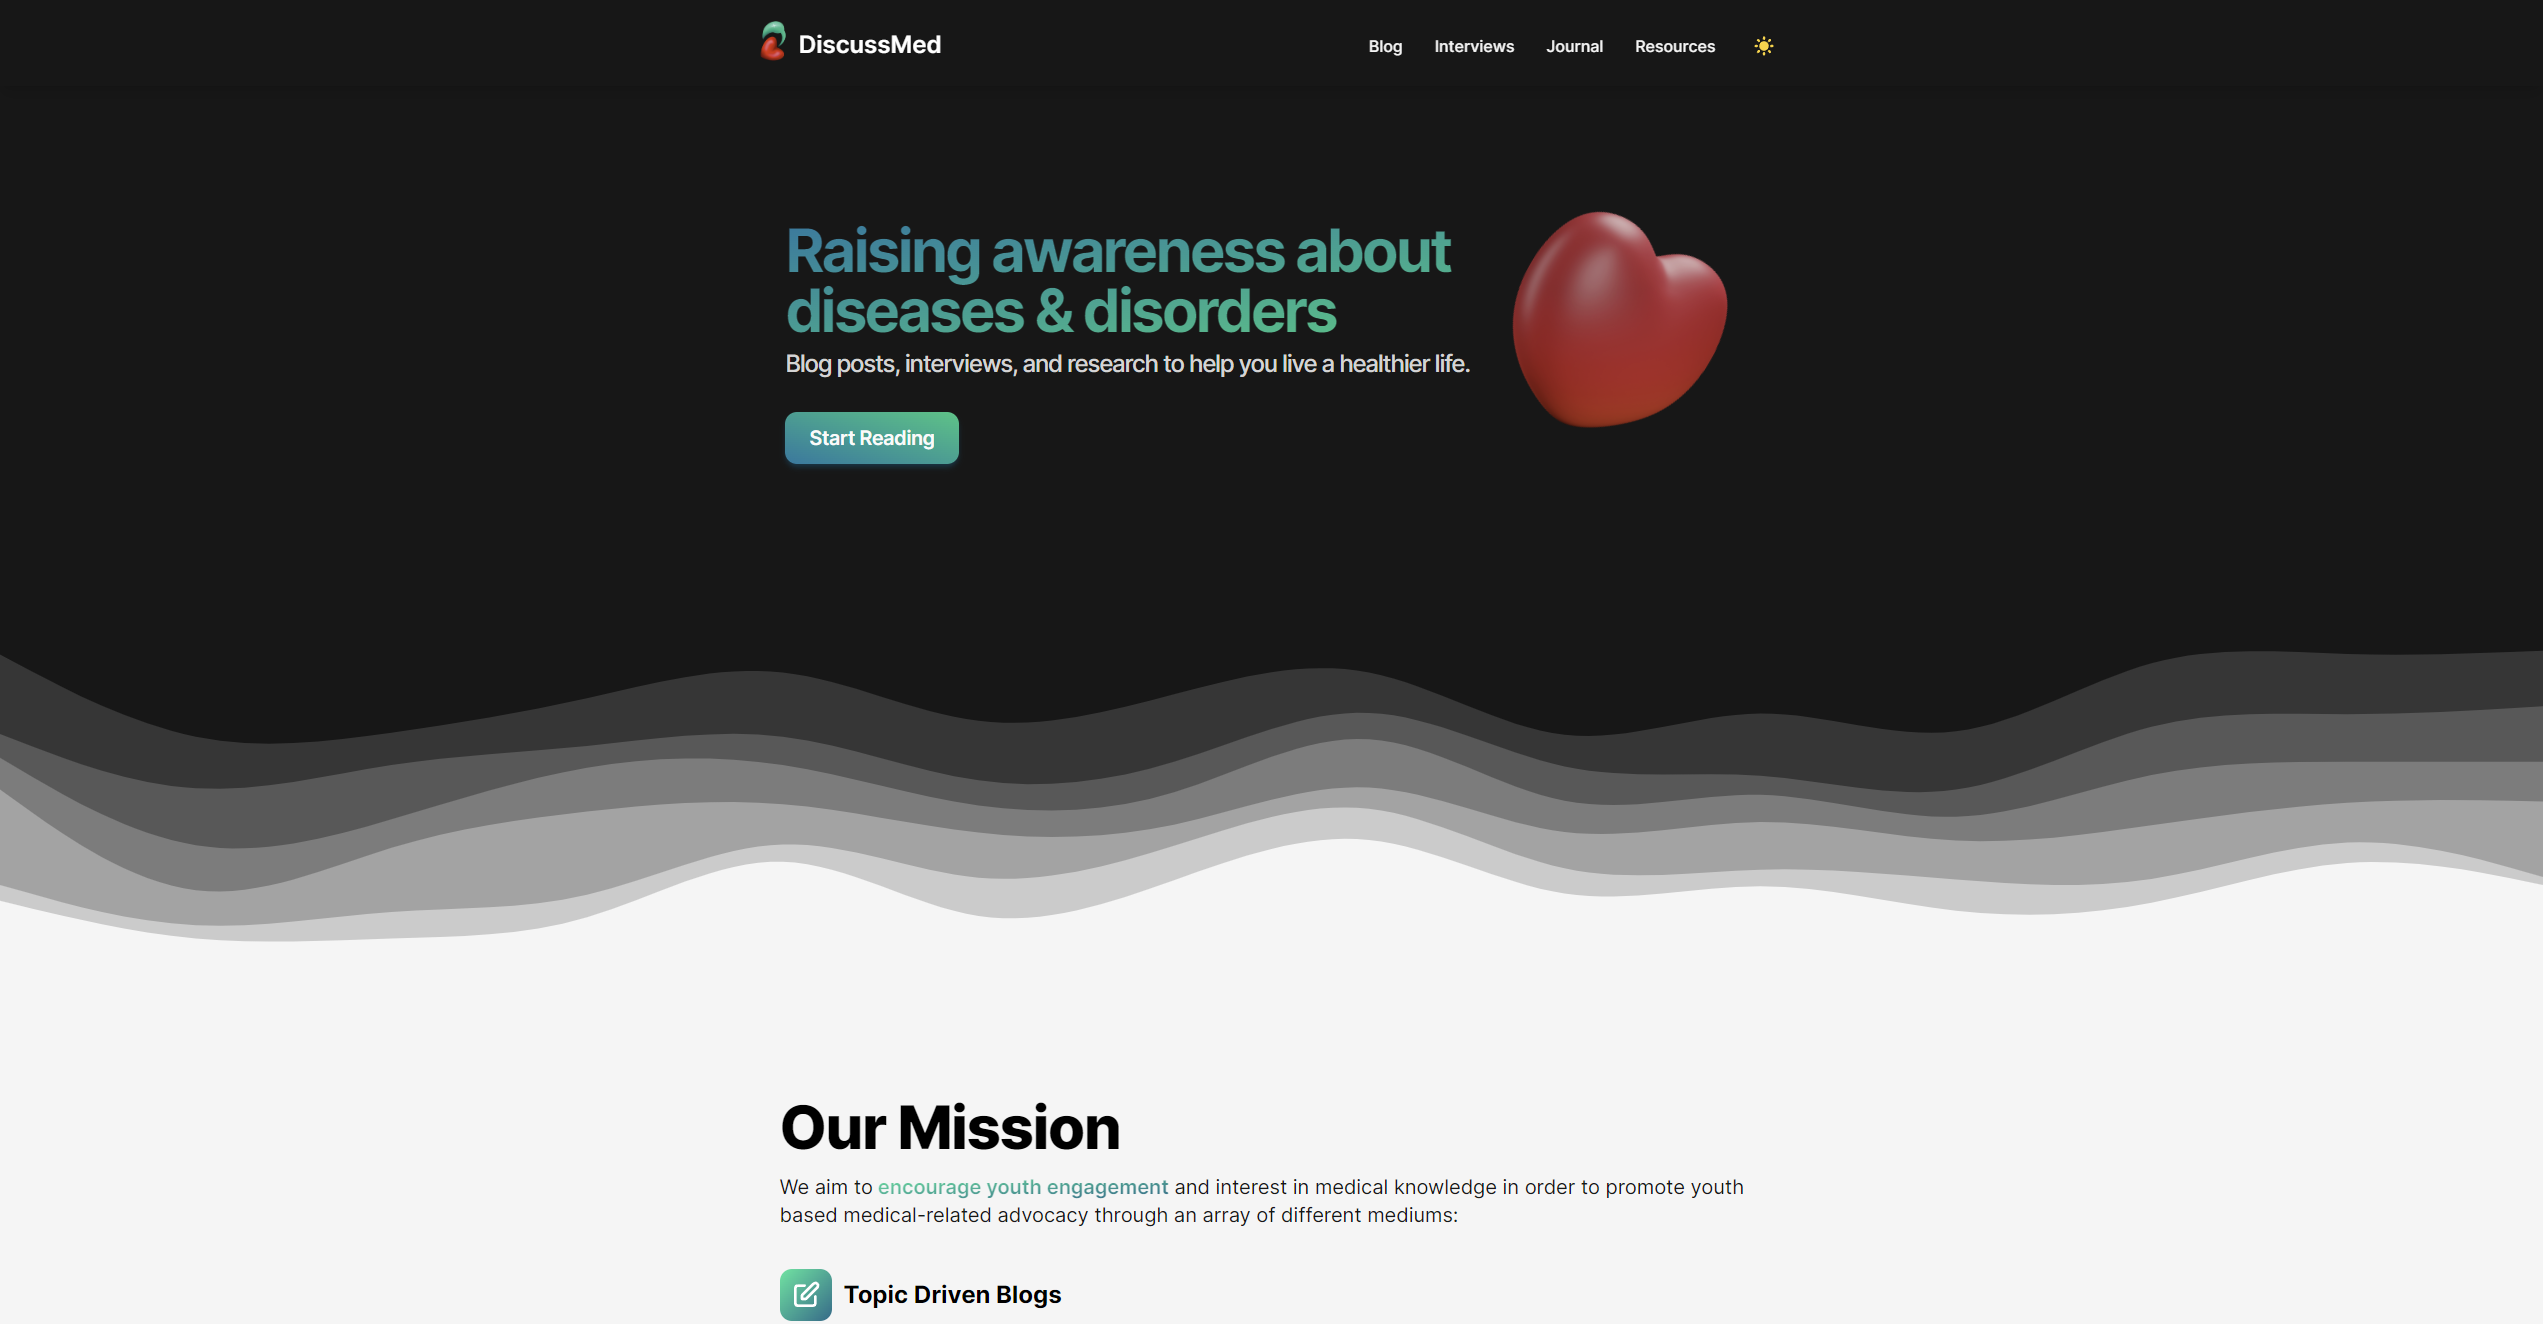 DiscussMed
Blog Interviews Journal Resources
Raising awareness about
diseases & disorders
Blog posts, interviews, and research to help you live a healthier life.
Start Reading
Our Mission
We aim to encourage youth engagement and interest in medical knowledge in order to promote youth
based medical-related advocacy through an array of different mediums:
Topic Driven Blogs